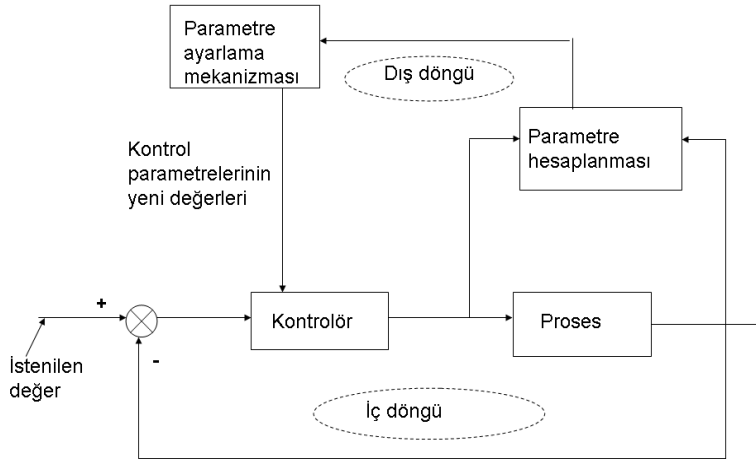 Parametre
ayarlama
mekanizması
Dış döngü
Parametre
hesaplanması
Kontrol
parametrelerinin
yeni değerleri
+
Kontrolör
Proses
-
İstenilen
değer
İç döngü